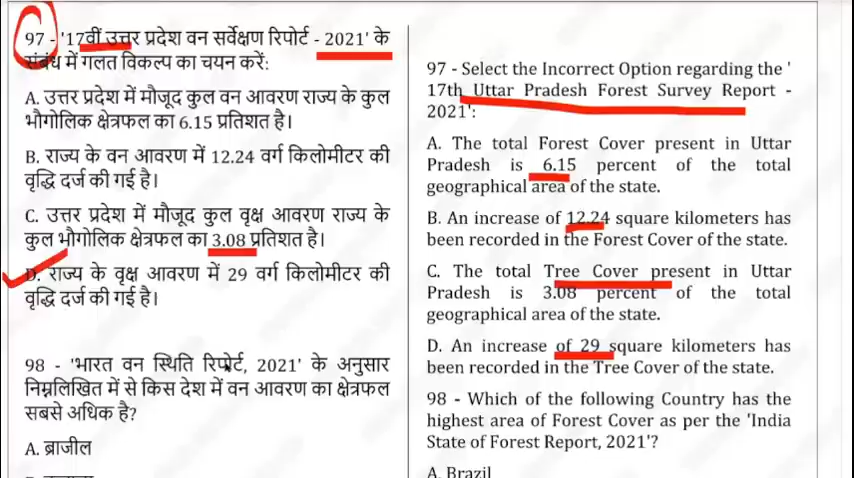 97 - '17वीं उत्तर प्रदेश वन सर्वेक्षण रिपोर्ट - 2021' के
संबंध में गलत विकल्प का चयन करें:
A. उत्तर प्रदेश में मौजूद कुल वन आवरण राज्य के कुल
भौगोलिक क्षेत्रफल का 6.15 प्रतिशत है।
B. राज्य के वन आवरण में 12.24 वर्ग किलोमीटर की
वृद्धि दर्ज की गई है।
C. उत्तर प्रदेश में मौजूद कुल वृक्ष आवरण राज्य के
कुल भौगोलिक क्षेत्रफल का 3.08 प्रतिशत है।
D. राज्य के वृक्ष आवरण में 29 वर्ग किलोमीटर की
वृद्धि दर्ज की गई है।
98 - 'भारत वन स्थिति रिपोर्ट, 2021' के अनुसार
निम्नलिखित में से किस देश में वन आवरण का क्षेत्रफल
सबसे अधिक है?
A. ब्राजील
97 - Select the Incorrect Option regarding the '
17th Uttar Pradesh Forest Survey Report -
2021':
A. The total Forest Cover present in Uttar
Pradesh is 6.15 percent of the total
geographical area of the state.
B. An increase of 12.24 square kilometers has
been recorded in the Forest Cover of the state.
C. The total Tree Cover present in Uttar
Pradesh is 3.08 percent of the total
geographical area of the state.
D. An increase of 29 square kilometers has
been recorded in the Tree Cover of the state.
98 - Which of the following Country has the
highest area of Forest Cover as per the 'India
State of Forest Report, 2021'?
A. Brazil